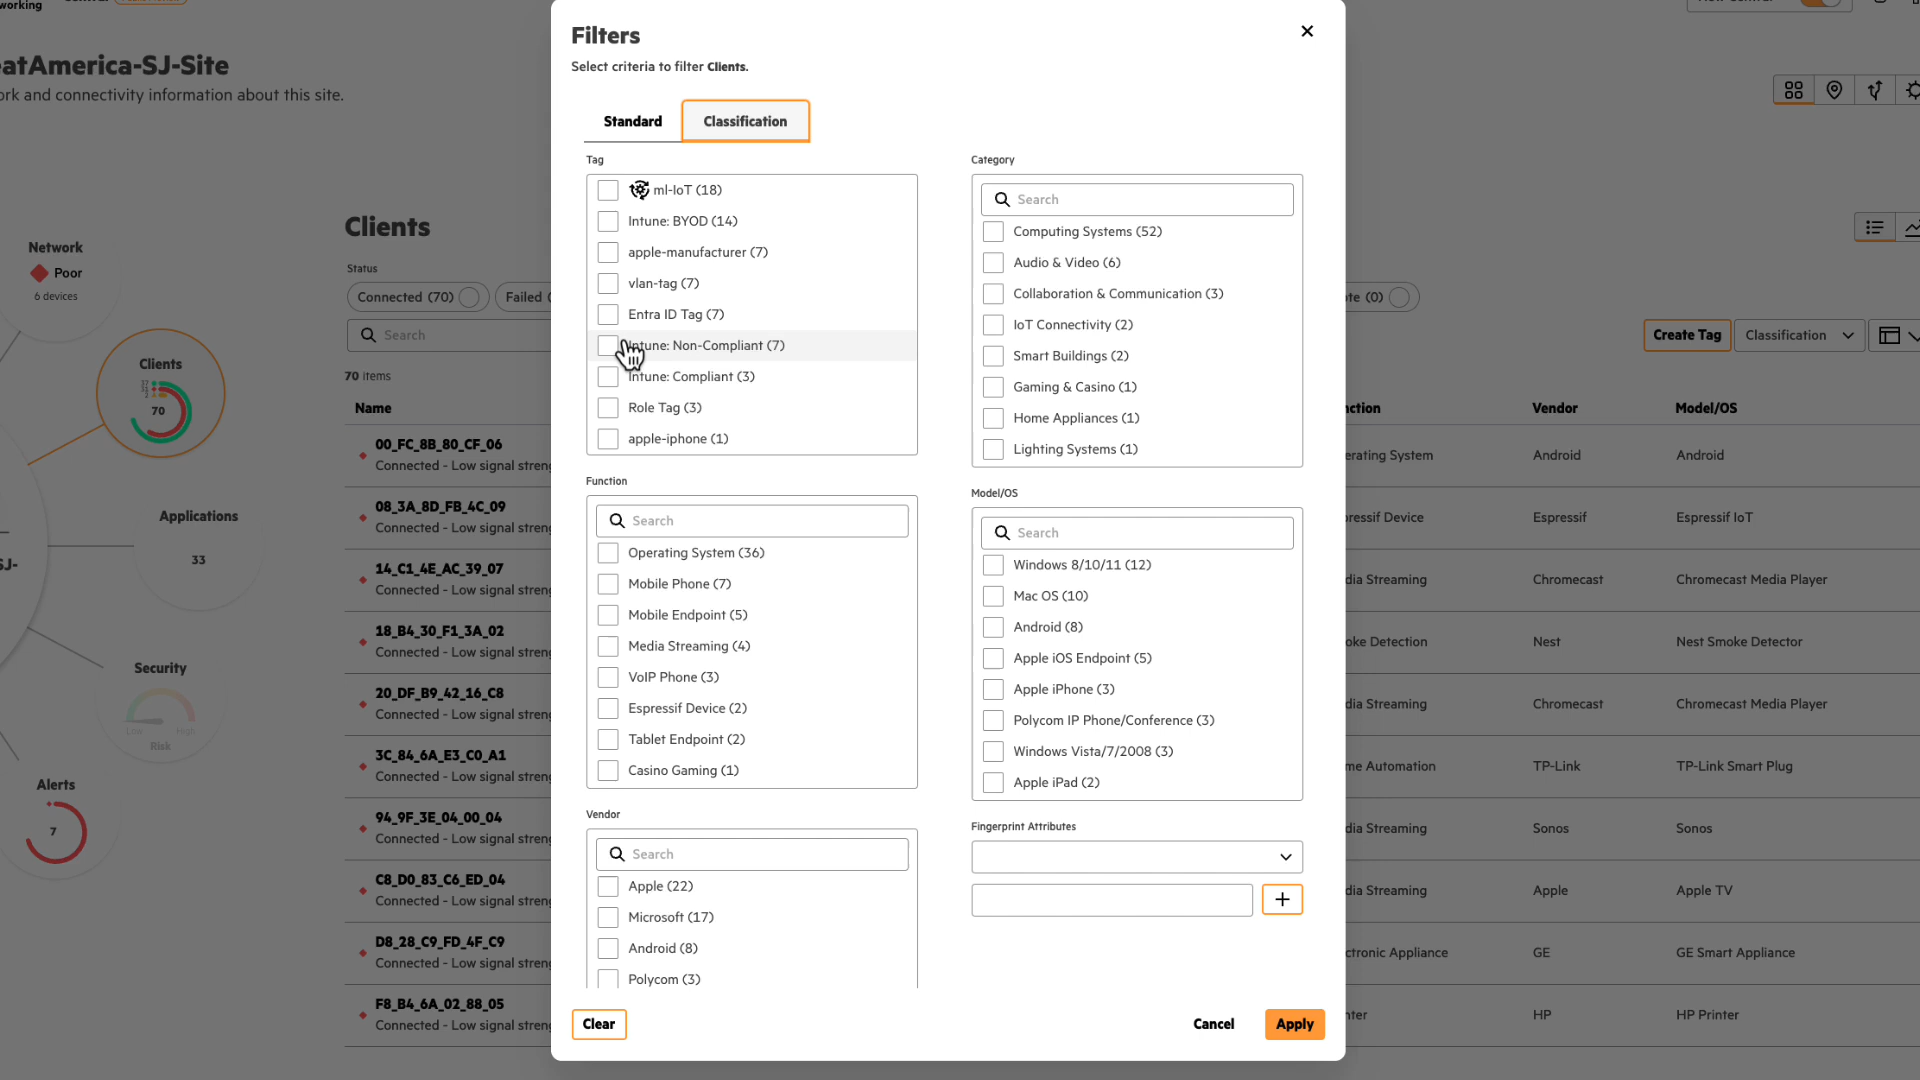 working
eatAmerica-SJ-Site
ork and connectivity information about this site.
Network
Poor
6 devices
Clients
70
Applications
33
SJ-
Security
Low
High
Risk
Alerts
7
Clients
Status
Connected (70)
Failed (
Search
70 items
Name
00_FC_8B_80_CF_06
Connected - Low signal streng
08_3A_8D_FB_4C_09
Connected - Low signal streng
14_C1_4E_AC_39_07
Connected - Low signal streng
18_B4_30_F1_3A_02
Connected - Low signal streng
20_DF_B9_42_16_C8
Connected - Low signal streng
3C_84_6A_E3_C0_A1
Connected - Low signal streng
94_9F_3E_04_00_04
Connected - Low signal streng
C8_D0_83_C6_ED_04
Connected - Low signal streng
D8_28_C9_FD_4F_C9
Connected - Low signal streng
F8_B4_6A_02_88_05
Connected - Low signal streng
Filters
Select criteria to filter Clients.
Standard
Classification
Tag
ml-IoT (18)
Intune: BYOD (14)
apple-manufacturer (7)
vlan-tag (7)
Entra ID Tag (7)
Intune: Non-Compliant (7)
Intune: Compliant (3)
Role Tag (3)
apple-iphone (1)
Function
Search
Operating System (36)
Mobile Phone (7)
Mobile Endpoint (5)
Media Streaming (4)
VoIP Phone (3)
Espressif Device (2)
Tablet Endpoint (2)
Casino Gaming (1)
Vendor
Search
Apple (22)
Microsoft (17)
Android (8)
Polycom (3)
Category
Search
Computing Systems (52)
Audio & Video (6)
Collaboration & Communication (3)
IoT Connectivity (2)
Smart Buildings (2)
Gaming & Casino (1)
Home Appliances (1)
Lighting Systems (1)
Model/OS
Search
Windows 8/10/11 (12)
Mac OS (10)
Android (8)
Apple iOS Endpoint (5)
Apple iPhone (3)
Polycom IP Phone/Conference (3)
Windows Vista/7/2008 (3)
Apple iPad (2)
Fingerprint Attributes
Clear
Cancel
Apply
ote (0)
Create Tag
Classification
nction
Vendor
Model/OS
erating System
Android
Android
pressif Device
Espressif
Espressif IoT
dia Streaming
Chromecast
Chromecast Media Player
oke Detection
Nest
Nest Smoke Detector
dia Streaming
Chromecast
Chromecast Media Player
me Automation
TP-Link
TP-Link Smart Plug
dia Streaming
Sonos
Sonos
dia Streaming
Apple
Apple TV
ctronic Appliance
GE
GE Smart Appliance
nter
HP
HP Printer